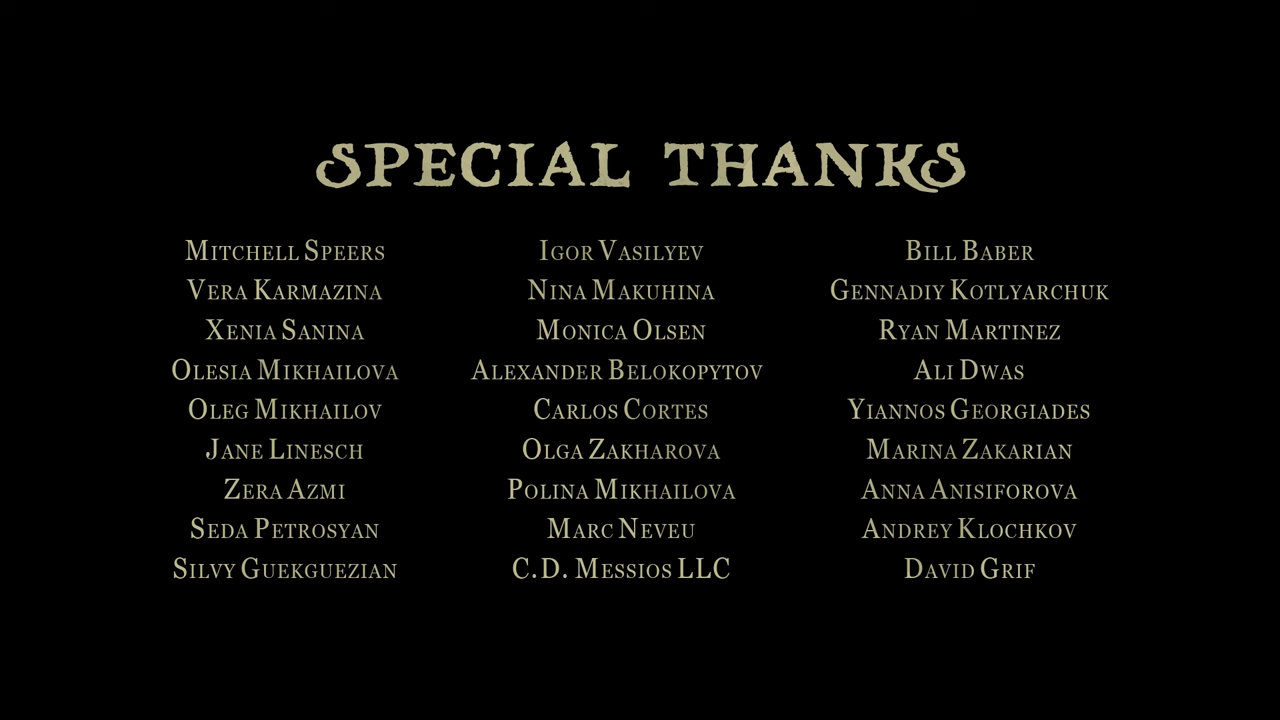 SPECIAL THANKS
MITCHELL SPEERS
VERA KARMAZINA
XENIA SANINA
OLESIA MIKHAILOVA
OLEG MIKHAILOV
JANE LINESCH
ZERA AZMI
SEDA PETROSYAN
SILVY GUEKGUEZIAN
IGOR VASILYEV
NINA MAKUHINA
MONICA OLSEN
ALEXANDER BELOKOPYTOV
CARLOS CORTES
OLGA ZAKHAROVA
POLINA MIKHAILOVA
MARC NEVEU
C.D. MESSIOS LLC
BILL BABER
GENNADIY KOTLYARCHUK
RYAN MARTINEZ
ALI DWAS
YIANNOS GEORGIADES
MARINA ZAKARIAN
ANNA ANISIFOROVA
ANDREY KLOCHKOV
DAVID GRIF